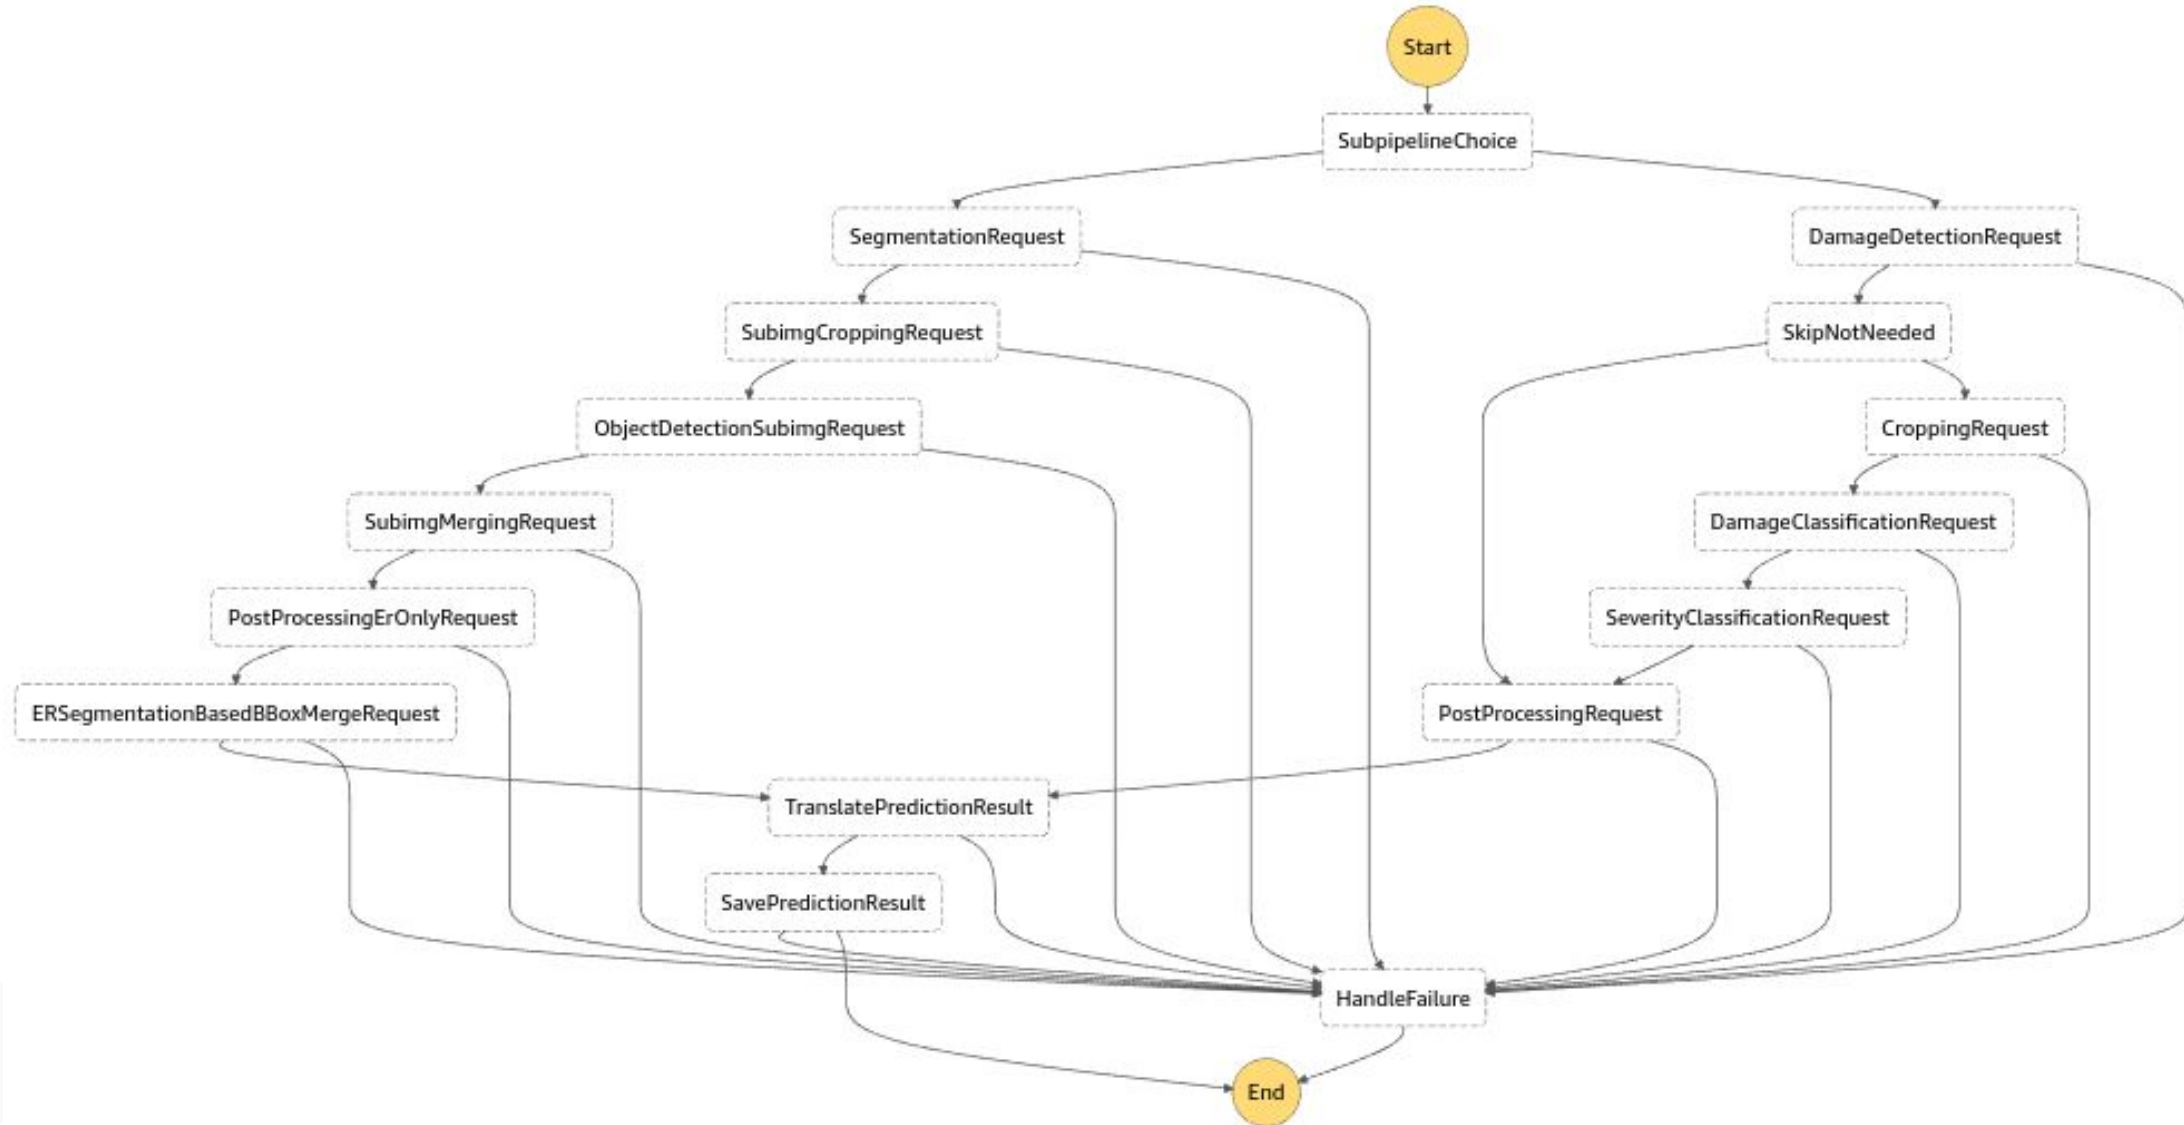 Start
SubpipelineChoice
SegmentationRequest
DamageDetectionRequest
SubimgCroppingRequest
SkipNotNeeded
ObjectDetectionSubimgRequest
CroppingRequest
SubimgMergingRequest
DamageClassificationRequest
PostProcessingErOnlyRequest
SeverityClassificationRequest
ERSegmentationBasedBBoxMergeRequest
PostProcessingRequest
TranslatePredictionResult
SavePredictionResult
HandleFailure
End